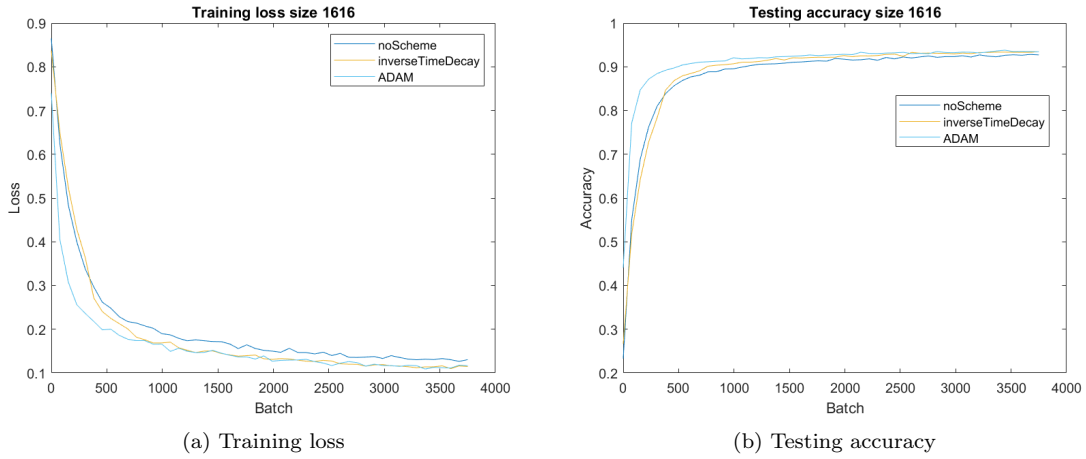 Training loss size 1616
0.9
0.8
0.7
0.6
0.5
0.4
0.3
0.2
0.1
Loss
noScheme
inverseTimeDecay
ADAM
0 500 1000 1500 2000 2500 3000 3500 4000
Batch
(a) Training loss
Testing accuracy size 1616
1
0.9
0.8
0.7
0.6
0.5
0.4
0.3
0.2
Accuracy
noScheme
inverseTimeDecay
ADAM
0 500 1000 1500 2000 2500 3000 3500 4000
Batch
(b) Testing accuracy